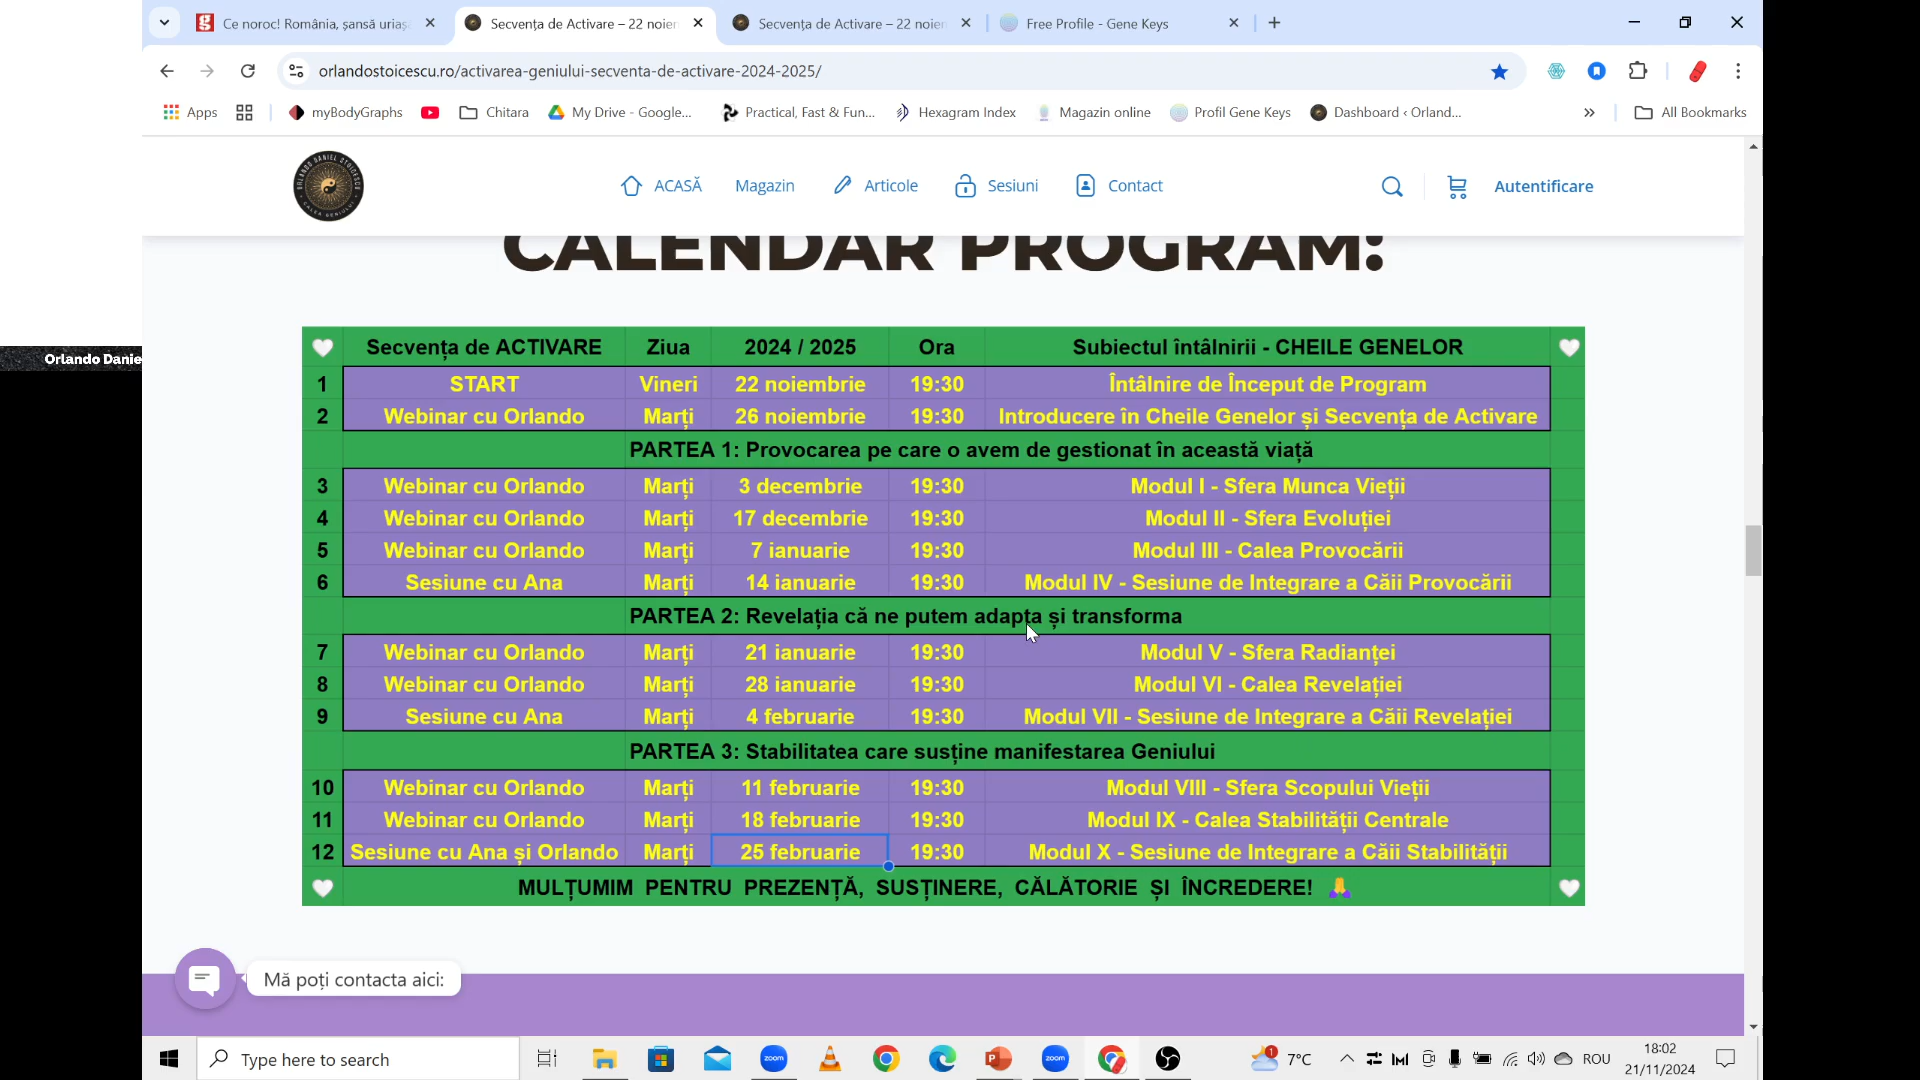 Ce noroc! România, șansă uriaș
Secvența de Activare – 22 noien
Secvența de Activare – 22 noien
Free Profile - Gene Keys
orlandostoicescu.ro/activarea-geniului-secventa-de-activare-2024-2025/
Apps
myBodyGraphs
Chitara
My Drive - Google...
Practical, Fast & Fun...
Hexagram Index
Magazin online
Profil Gene Keys
Dashboard ‹ Orland...
»
All Bookmarks
ORLANDO DANIEL STOICESCU
CALEA GENIULUI
ACASĂ
Magazin
Articole
Sesiuni
Contact
Autentificare
CALENDAR PROGRAM:
Orlando Danie
Secvența de ACTIVARE Ziua 2024 / 2025 Ora Subiectul întâlnirii - CHEILE GENELOR
1 START Vineri 22 noiembrie 19:30 Întâlnire de Început de Program
2 Webinar cu Orlando Marți 26 noiembrie 19:30 Introducere în Cheile Genelor și Secvența de Activare
PARTEA 1: Provocarea pe care o avem de gestionat în această viață
3 Webinar cu Orlando Marți 3 decembrie 19:30 Modul I - Sfera Munca Vieții
4 Webinar cu Orlando Marți 17 decembrie 19:30 Modul II - Sfera Evoluției
5 Webinar cu Orlando Marți 7 ianuarie 19:30 Modul III - Calea Provocării
6 Sesiune cu Ana Marți 14 ianuarie 19:30 Modul IV - Sesiune de Integrare a Căii Provocării
PARTEA 2: Revelația că ne putem adapta și transforma
7 Webinar cu Orlando Marți 21 ianuarie 19:30 Modul V - Sfera Radianței
8 Webinar cu Orlando Marți 28 ianuarie 19:30 Modul VI - Calea Revelației
9 Sesiune cu Ana Marți 4 februarie 19:30 Modul VII - Sesiune de Integrare a Căii Revelației
PARTEA 3: Stabilitatea care susține manifestarea Geniului
10 Webinar cu Orlando Marți 11 februarie 19:30 Modul VIII - Sfera Scopului Vieții
11 Webinar cu Orlando Marți 18 februarie 19:30 Modul IX - Calea Stabilității Centrale
12 Sesiune cu Ana și Orlando Marți 25 februarie 19:30 Modul X - Sesiune de Integrare a Căii Stabilității
MULȚUMIM PENTRU PREZENȚĂ, SUSȚINERE, CĂLĂTORIE ȘI ÎNCREDERE! 🙏
Mă poți contacta aici:
Type here to search
zoom
zoom
1
7°C
ROU
18:02
21/11/2024